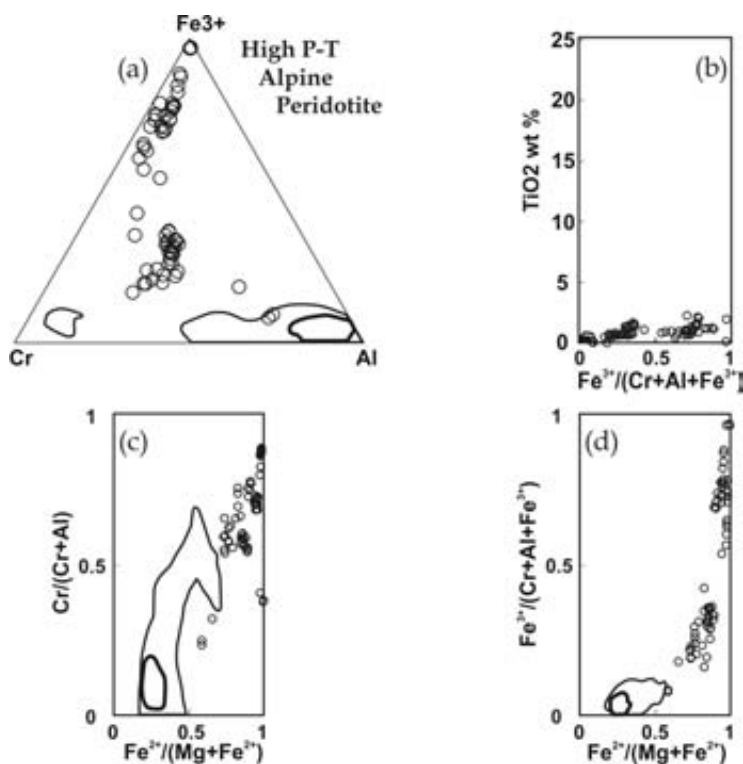 Fe3+
(a)
High P-T
Alpine
Peridotite
Cr
Al
(b)
25
20
15
10
5
0
TiO2 wt %
0
0.5
1
Fe³⁺/(Cr+Al+Fe³⁺)
(c)
1
0.5
0
Cr/(Cr+Al)
0
0.5
1
Fe²⁺/(Mg+Fe²⁺)
(d)
1
0.5
0
Fe³⁺/(Cr+Al+Fe³⁺)
0
0.5
1
Fe²⁺/(Mg+Fe²⁺)